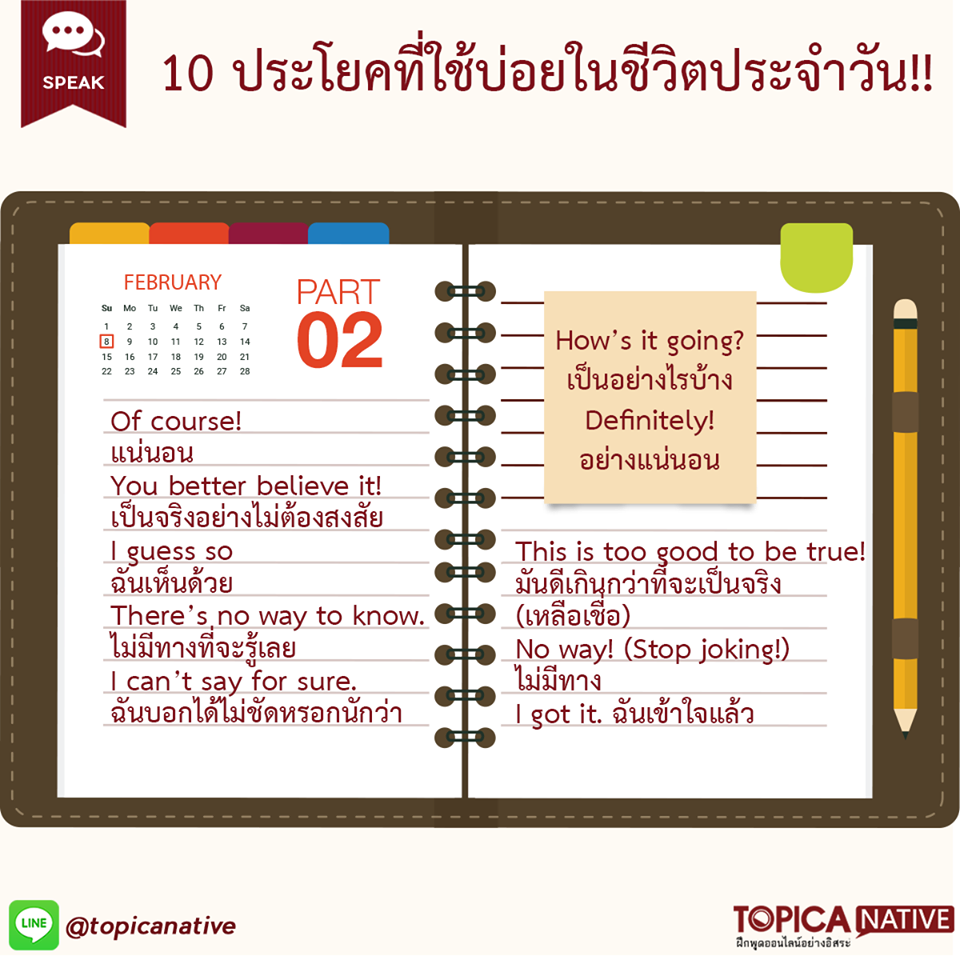 SPEAK
10 ประโยคที่ใช้บ่อยในชีวิตประจำวัน!!
FEBRUARY
Su Mo Tu We Th Fr Sa
1 2 3 4 5 6 7
8 9 10 11 12 13 14
15 16 17 18 19 20 21
22 23 24 25 26 27 28
PART
02
Of course!
แน่นอน
You better believe it!
เป็นจริงอย่างไม่ต้องสงสัย
I guess so
ฉันเห็นด้วย
There's no way to know.
ไม่มีทางที่จะรู้เลย
I can't say for sure.
ฉันบอกได้ไม่ชัดหรอกนักกว่า
How's it going?
เป็นอย่างไรบ้าง
Definitely!
อย่างแน่นอน
This is too good to be true!
มันดีเกินกว่าที่จะเป็นจริง
(เหลือเชื่อ)
No way! (Stop joking!)
ไม่มีทาง
I got it. ฉันเข้าใจแล้ว
LINE
@topicanative
TOPICA NATIVE
ฝึกพูดออนไลน์อย่างอิสระ